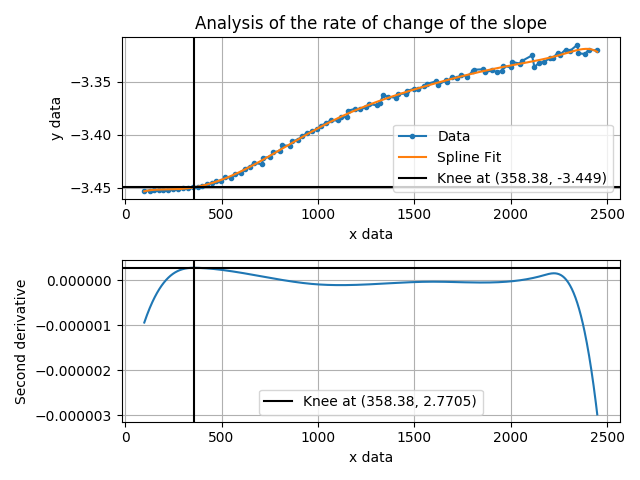 Analysis of the rate of change of the slope
y data
−3.35
−3.40
−3.45
Data
Spline Fit
Knee at (358.38, -3.449)
0
500
1000
1500
2000
2500
x data
Second derivative
0.000000
−0.000001
−0.000002
−0.000003
Knee at (358.38, 2.7705)
0
500
1000
1500
2000
2500
x data